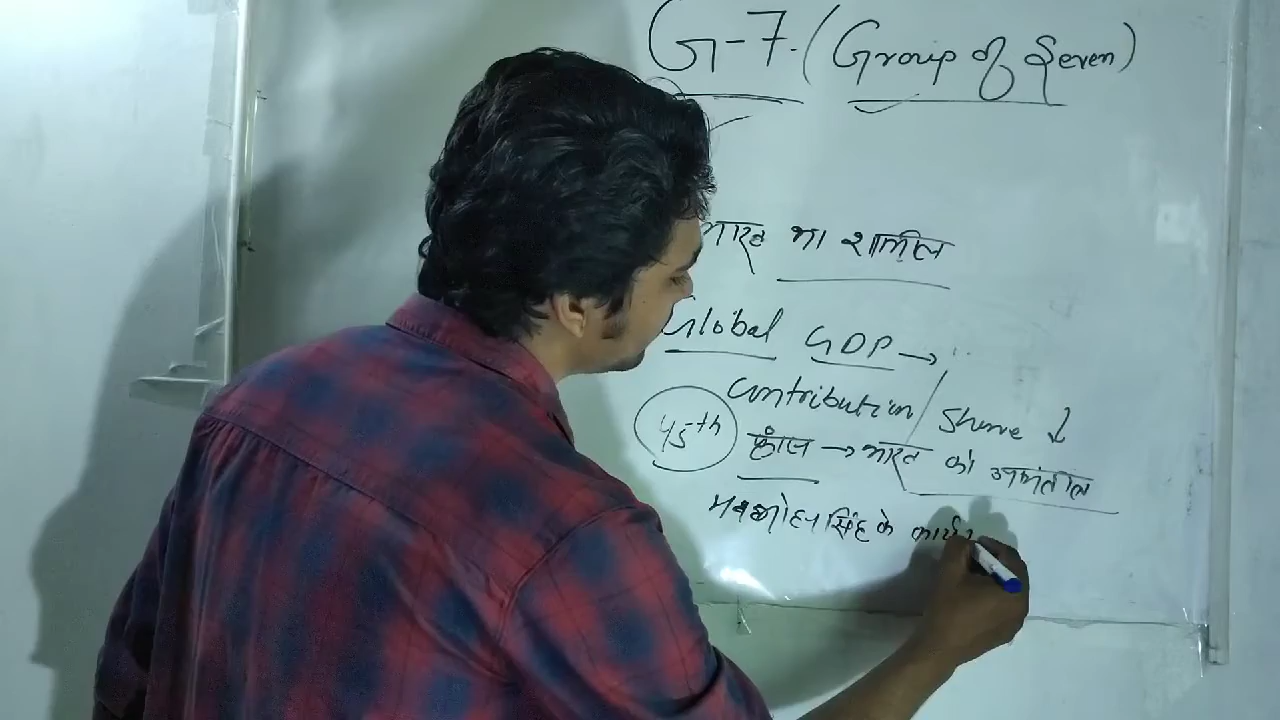 G-7. (Group of Seven)
भारत भी शामील
Global GDP →
Contribution / Share ↓
45th फ्रांस → भारत को आमंत्रित
मनमोहन सिंह के कार्य